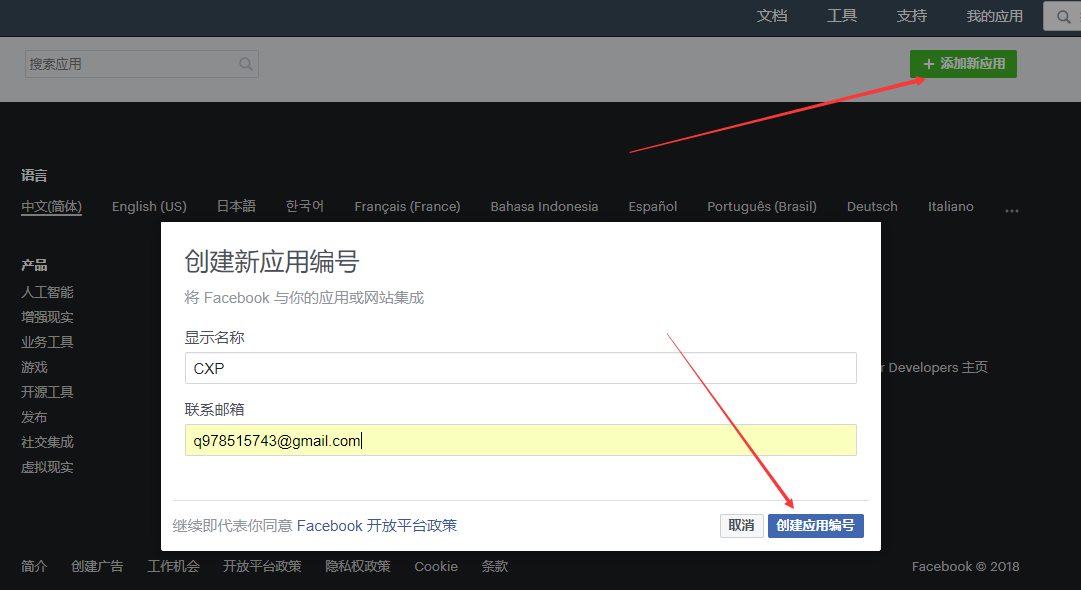 文档 工具 支持 我的应用
搜索应用
+ 添加新应用
语言
中文(简体) English (US) 日本語 한국어 Français (France) Bahasa Indonesia Español Português (Brasil) Deutsch Italiano ...
创建新应用编号
将 Facebook 与你的应用或网站集成
显示名称
CXP
联系邮箱
q978515743@gmail.com
继续即代表你同意 Facebook 开放平台政策
取消 创建应用编号
产品
人工智能
增强现实
业务工具
游戏
r Developers 主页
开源工具
发布
社交集成
虚拟现实
简介 创建广告 工作机会 开放平台政策 隐私权政策 Cookie 条款
Facebook © 2018